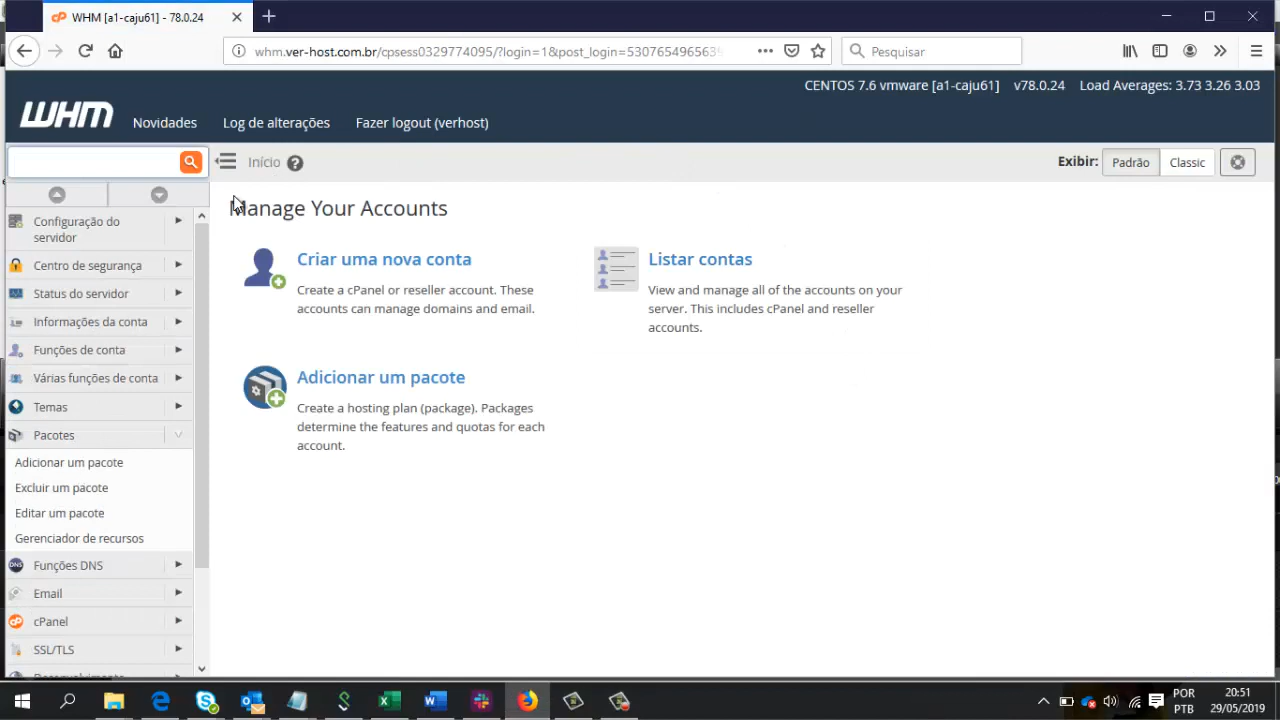 WHM [a1-caju61] - 78.0.24
whm.ver-host.com.br/cpsess0329774095/?login=1&post_login=530765496563
Pesquisar
CENTOS 7.6 vmware [a1-caju61] v78.0.24 Load Averages: 3.73 3.26 3.03
WHM
Novidades
Log de alterações
Fazer logout (verhost)
Início
Exibir:
Padrão
Classic
Configuração do
servidor
Centro de segurança
Status do servidor
Informações da conta
Funções de conta
Várias funções de conta
Temas
Pacotes
Adicionar um pacote
Excluir um pacote
Editar um pacote
Gerenciador de recursos
DNS
Funções DNS
Email
cPanel
SSL/TLS
Desenvolvimento
Manage Your Accounts
Criar uma nova conta
Create a cPanel or reseller account. These
accounts can manage domains and email.
Listar contas
View and manage all of the accounts on your
server. This includes cPanel and reseller
accounts.
Adicionar um pacote
Create a hosting plan (package). Packages
determine the features and quotas for each
account.
POR
PTB
20:51
29/05/2019